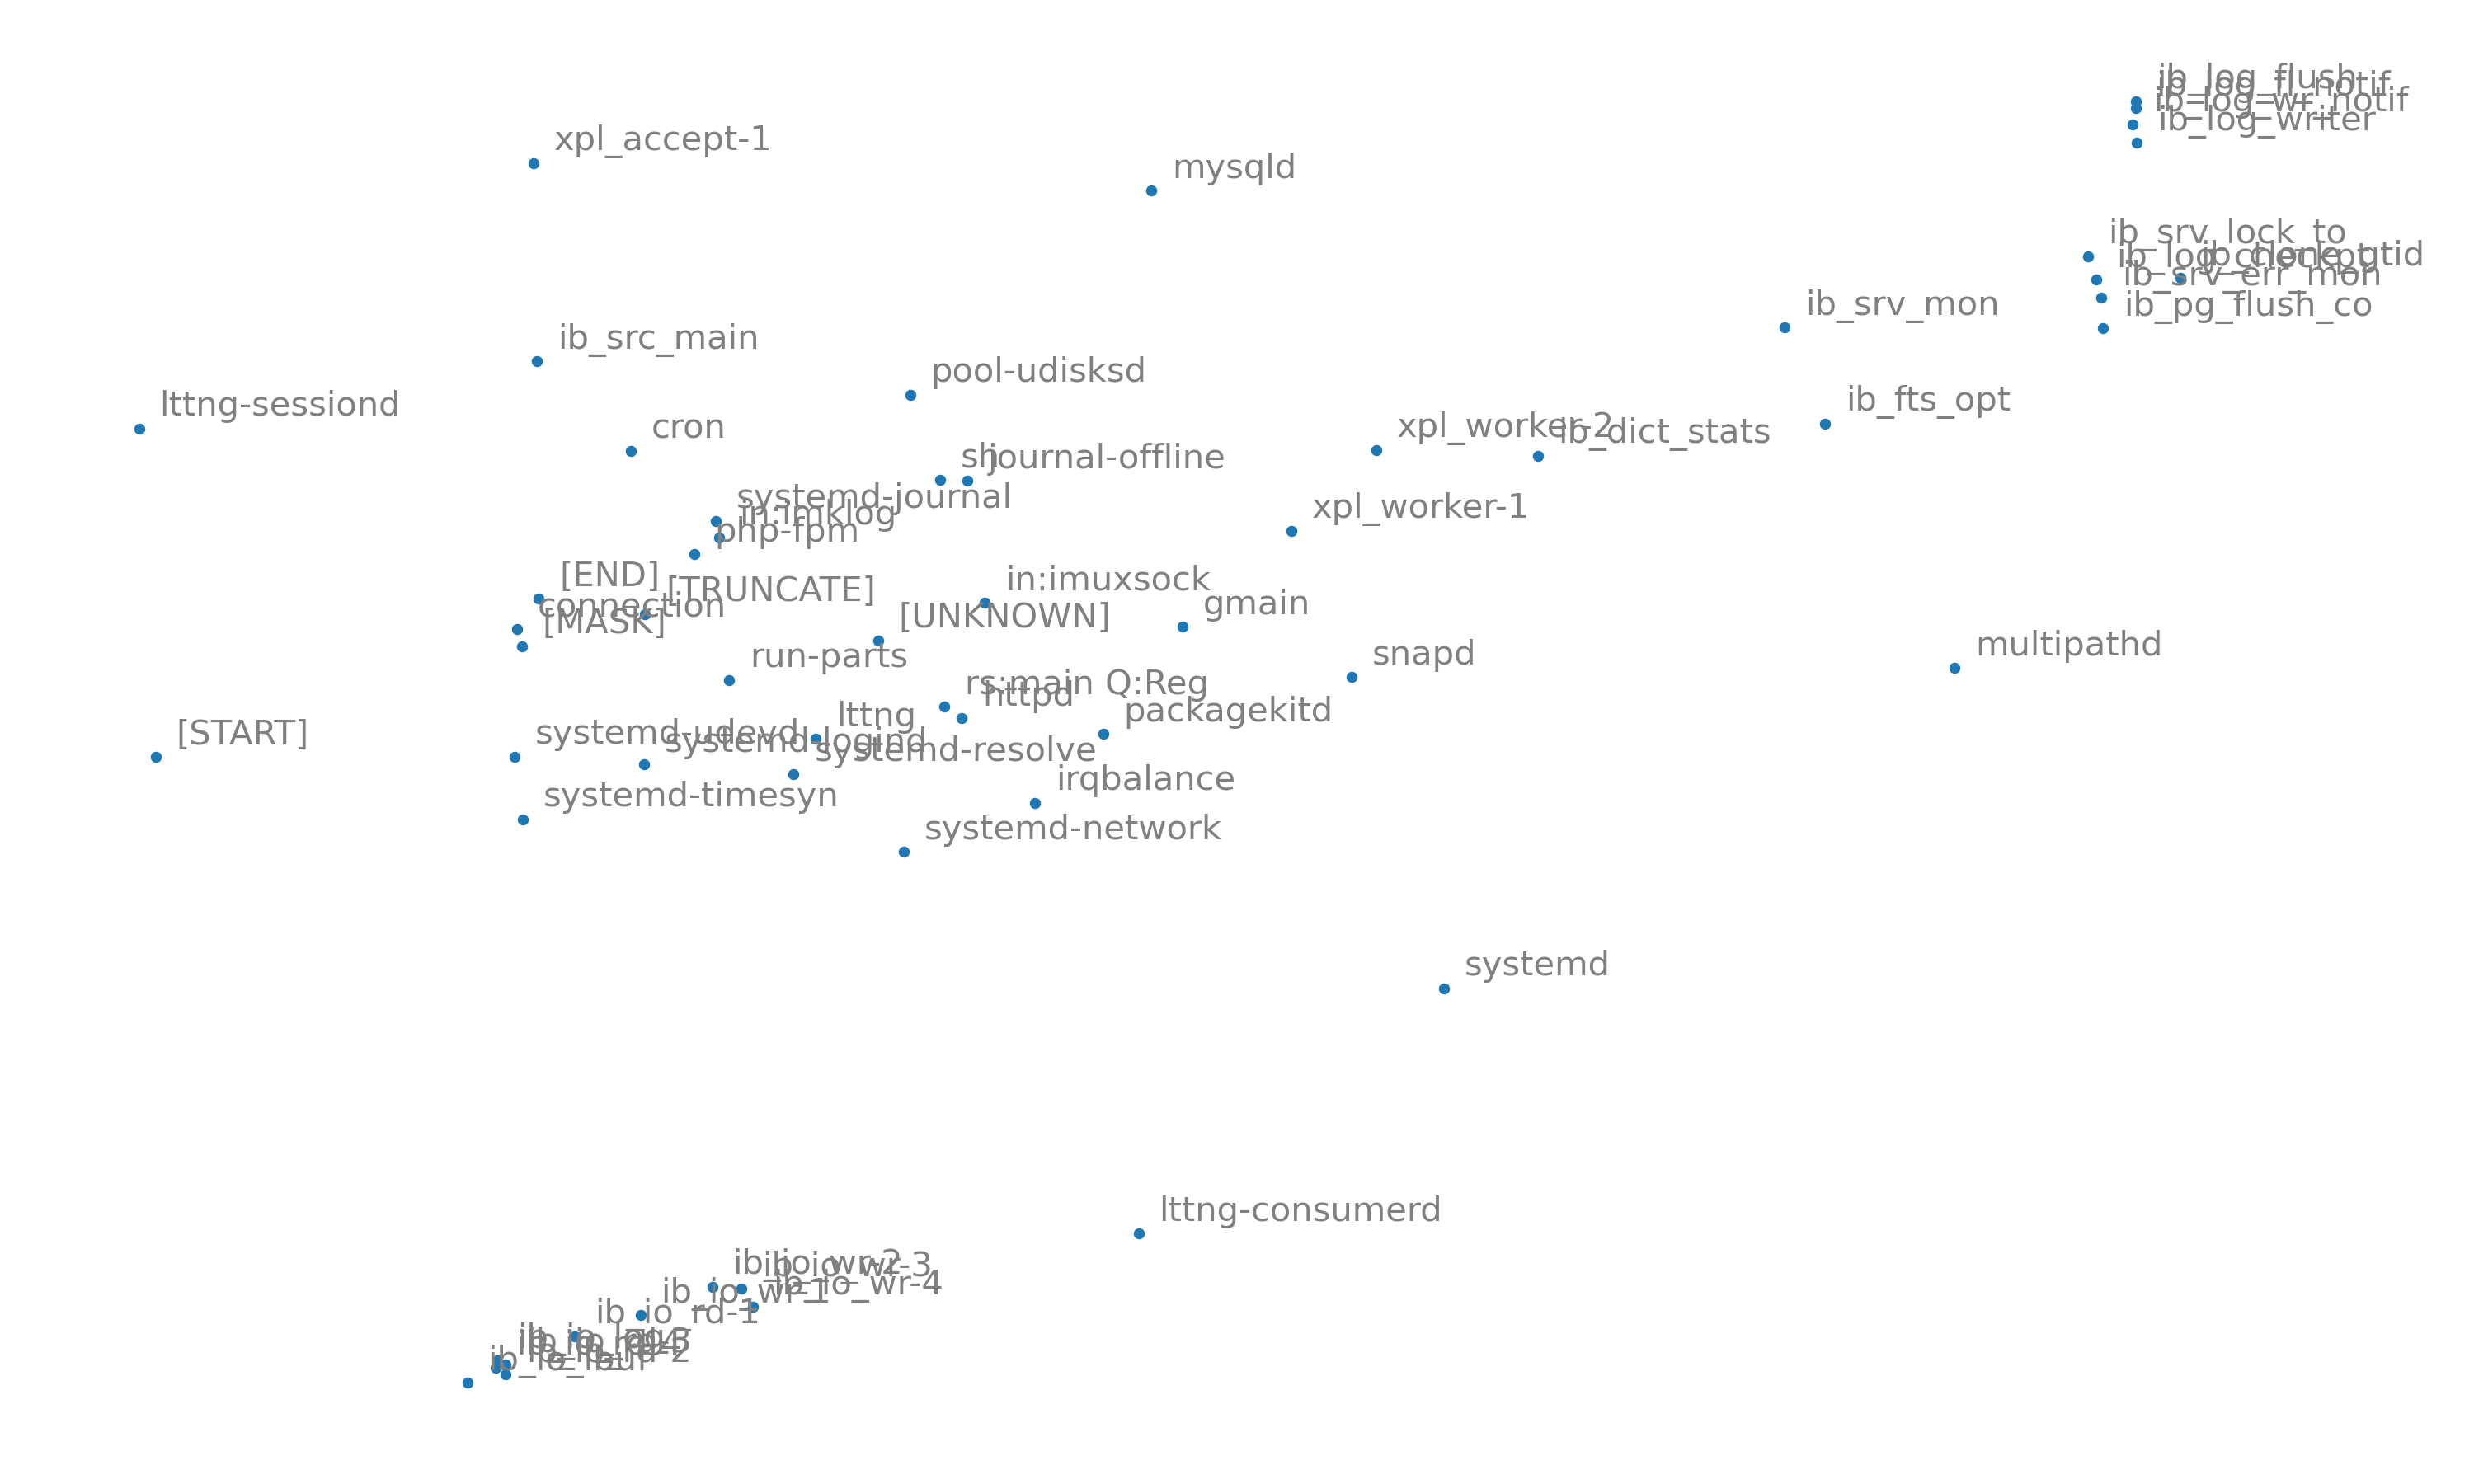 ib_log_flush
ib_log_fl_notif
ib_log_wr_notif
ib_log_writer
xpl_accept-1
mysqld
ib_srv_lock_to
ib_log_checkpt
ib_clone_gtid
ib_srv_err_mon
ib_pg_flush_co
ib_srv_mon
ib_src_main
pool-udisksd
lttng-sessiond
ib_fts_opt
cron
xpl_worker-2
ib_dict_stats
sh
journal-offline
systemd-journal
in:imklog
xpl_worker-1
php-fpm
[END]
[TRUNCATE]
in:imuxsock
connection
gmain
[MASK]
[UNKNOWN]
run-parts
snapd
multipathd
rs:main Q:Reg
httpd
lttng
packagekitd
[START]
systemd-udevd
systemd-logind
systemd-resolve
irqbalance
systemd-timesyn
systemd-network
systemd
lttng-consumerd
ib_io_wr-2
ib_io_wr-3
ib_io_wr-4
ib_io_wr-1
ib_io_rd-1
ib_io_rd-3
ib_io_rd-4
ib_io_rd-2
ib_io_ibuf